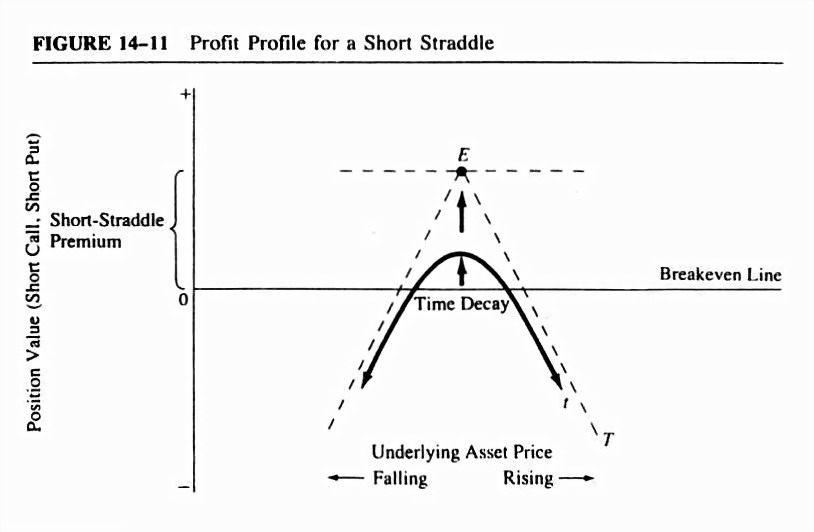 FIGURE 14–11 Profit Profile for a Short Straddle
+
Position Value (Short Call, Short Put)
E
Short-Straddle
Premium
Breakeven Line
0
Time Decay
t
T
Underlying Asset Price
← Falling Rising →
–